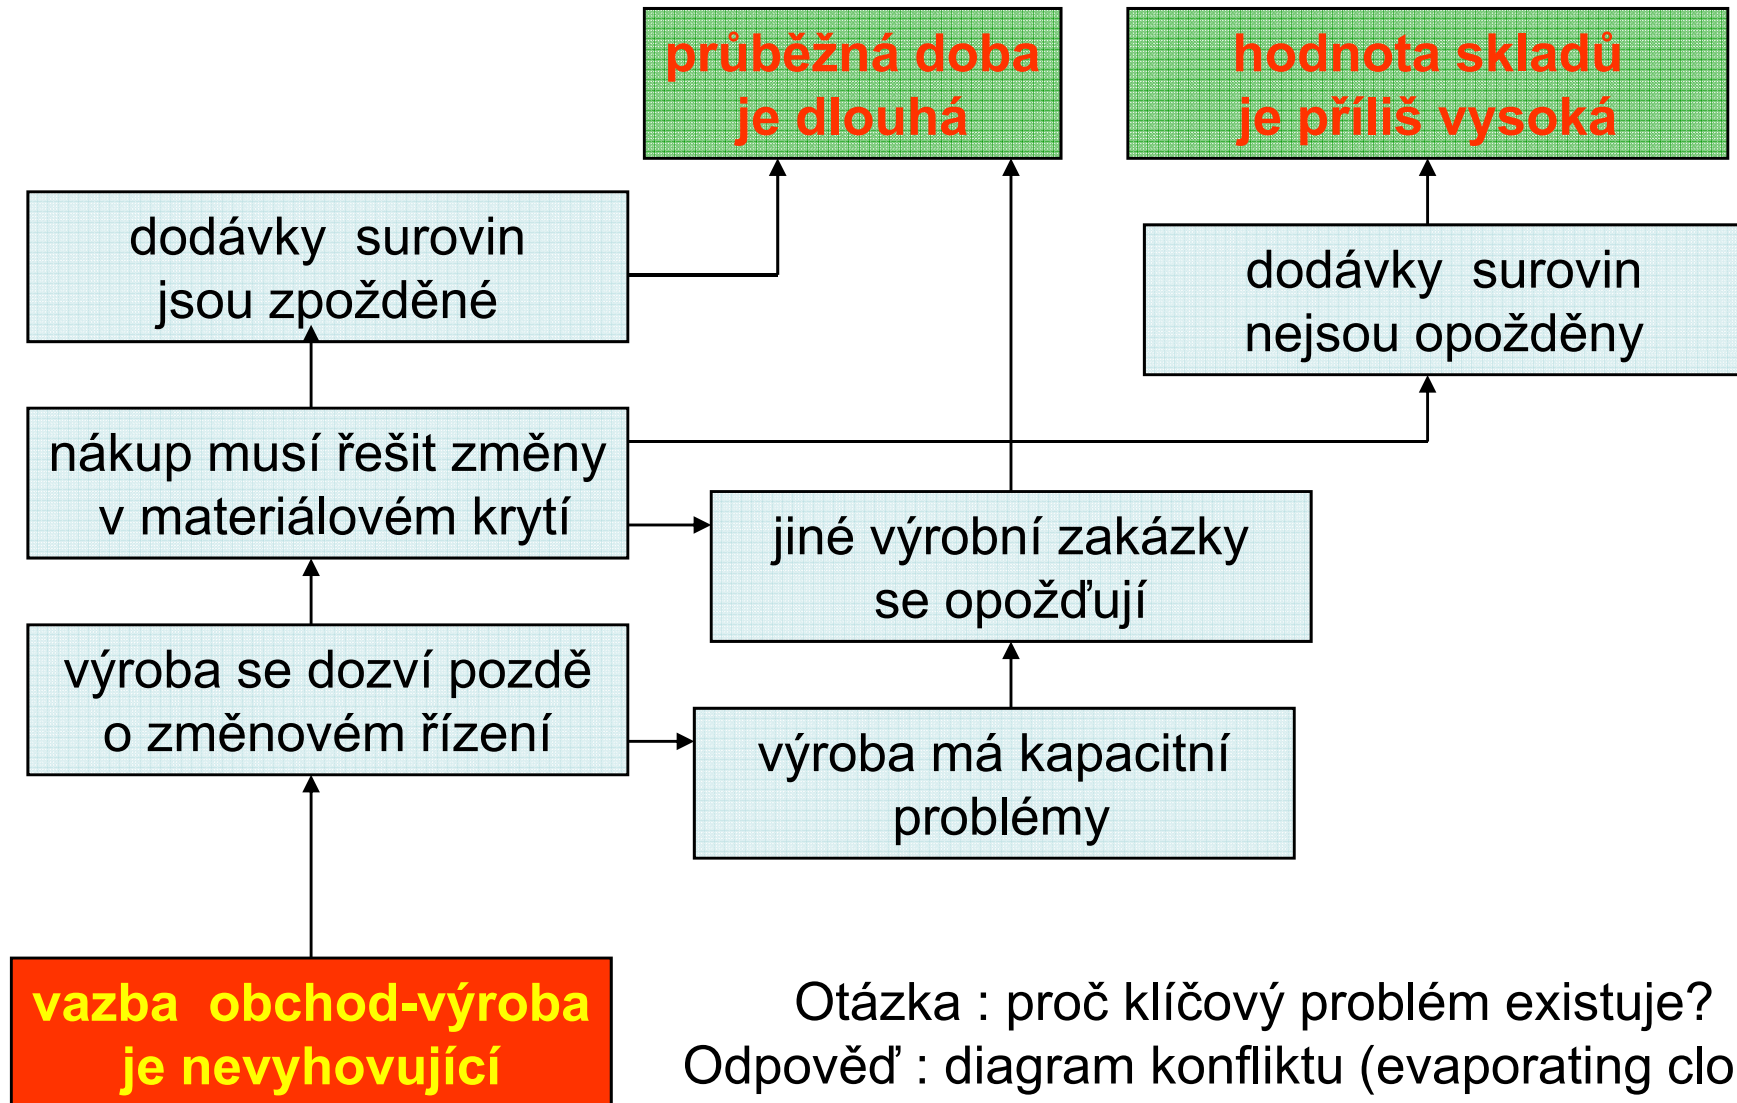 průběžná doba
je dlouhá
hodnota skladů
je příliš vysoká
dodávky surovin
jsou zpožděné
dodávky surovin
nejsou opožděny
nákup musí řešit změny
v materiálovém krytí
jiné výrobní zakázky
se opožďují
výroba se dozví pozdě
o změnovém řízení
výroba má kapacitní
problémy
vazba obchod-výroba
je nevyhovující
Otázka : proč klíčový problém existuje?
Odpověď : diagram konfliktu (evaporating clo